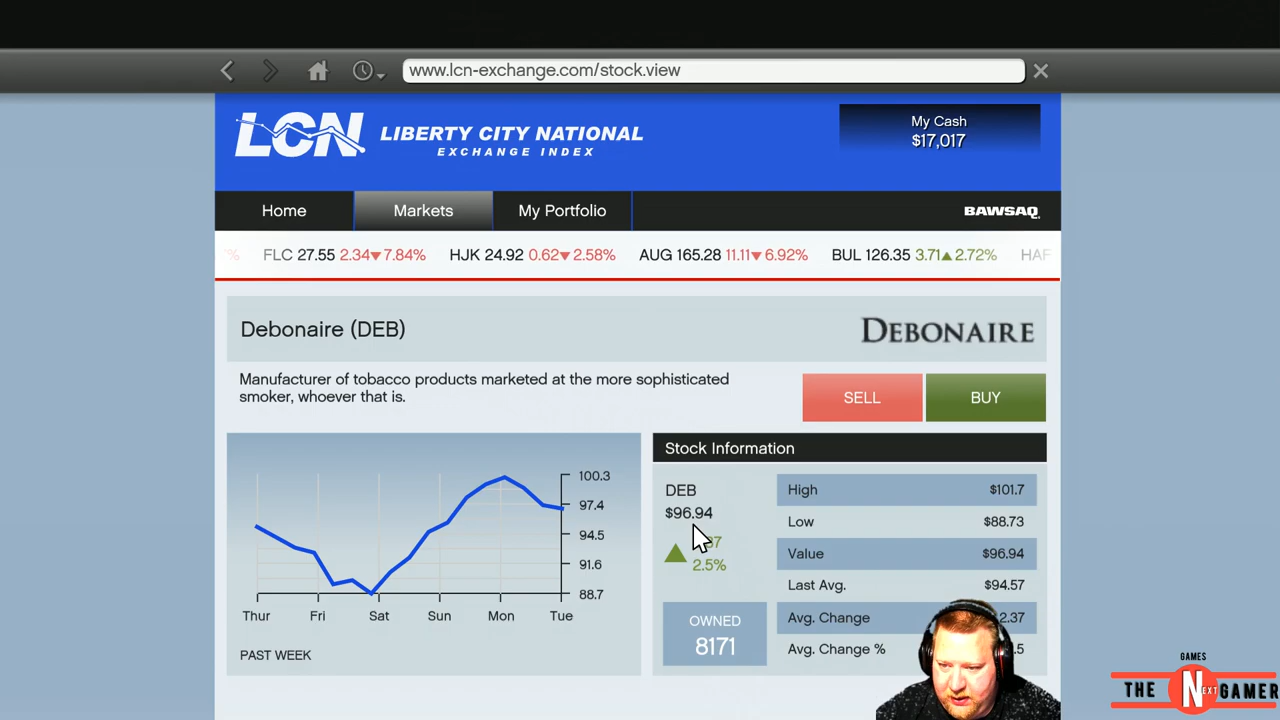 www.lcn-exchange.com/stock.view
LCN LIBERTY CITY NATIONAL
EXCHANGE INDEX
My Cash
$17,017
Home Markets My Portfolio BAWSAQ
% FLC 27.55 2.34▼7.84% HJK 24.92 0.62▼2.58% AUG 165.28 11.11▼6.92% BUL 126.35 3.71▲2.72% HAF
Debonaire (DEB) DEBONAIRE
Manufacturer of tobacco products marketed at the more sophisticated
smoker, whoever that is.
SELL BUY
100.3
97.4
94.5
91.6
88.7
Thur Fri Sat Sun Mon Tue
PAST WEEK
Stock Information
DEB
$96.94
2.5%
OWNED
8171
High $101.7
Low $88.73
Value $96.94
Last Avg. $94.57
Avg. Change 2.37
Avg. Change %
GAMES
THE NEXT GAMER